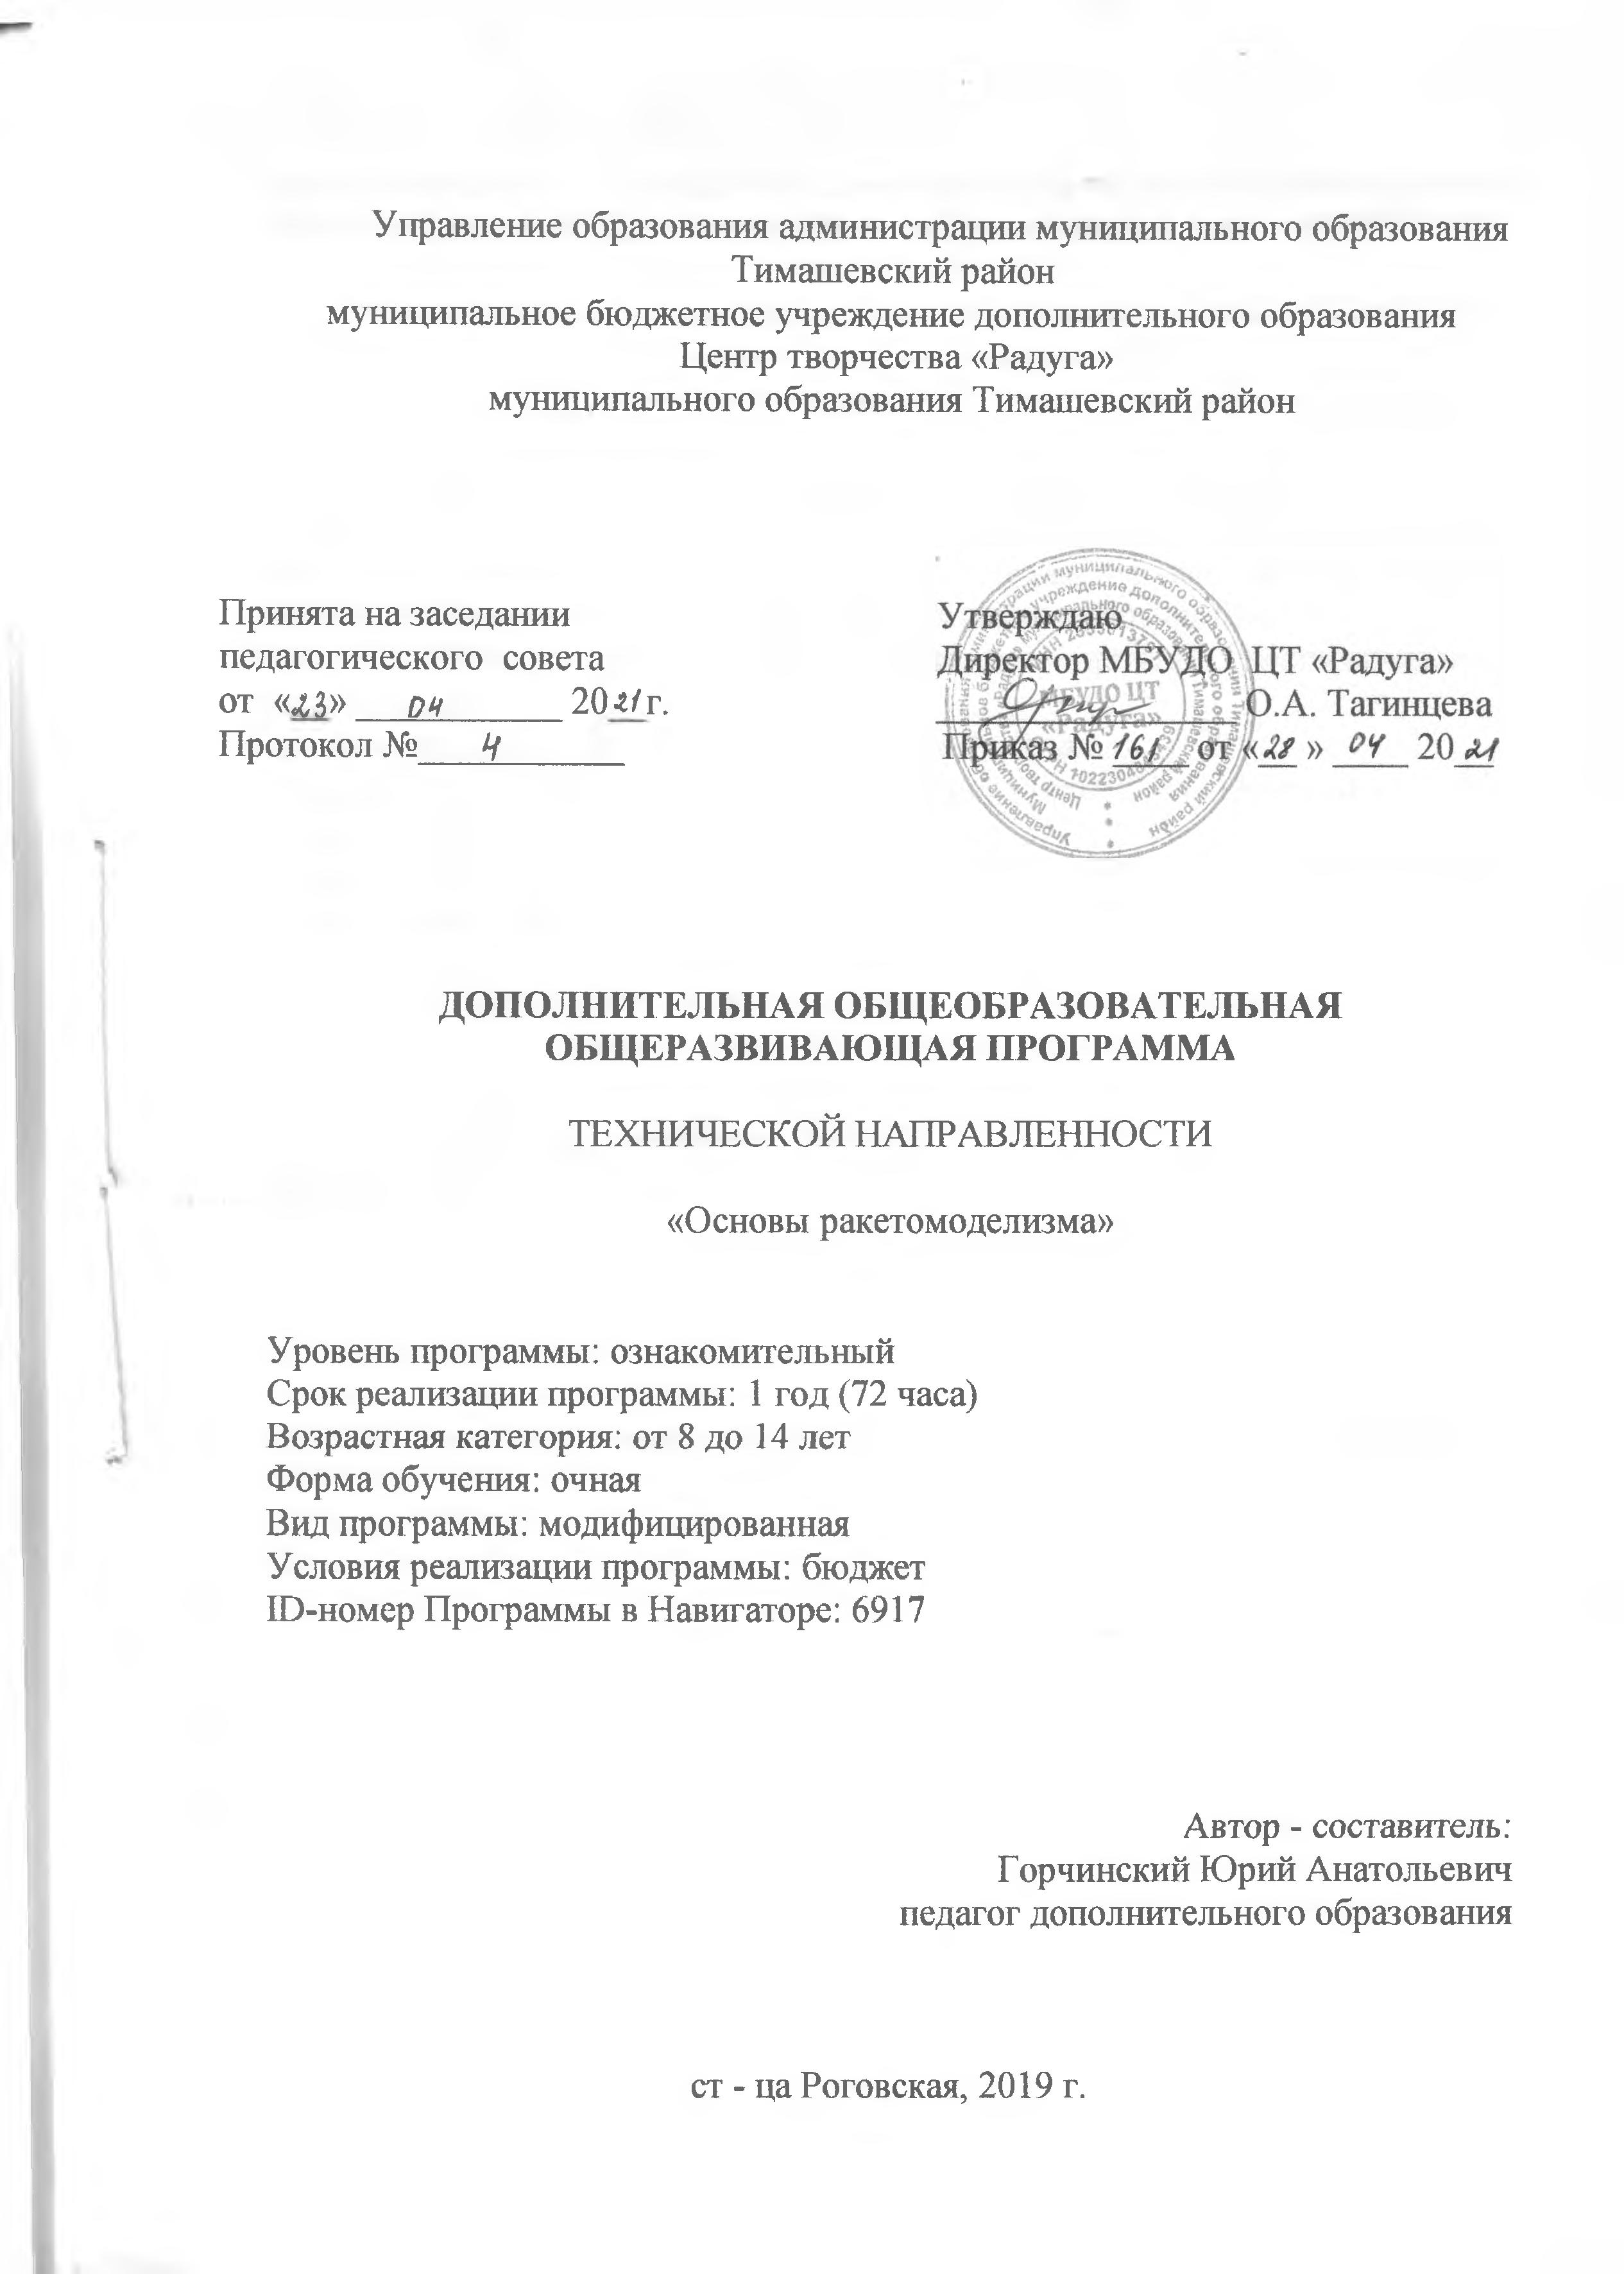 Управление образования администрации муниципального образования
Тимашевский район
муниципальное бюджетное учреждение дополнительного образования
Центр творчества «Радуга»
муниципального образования Тимашевский район
Принята на заседании
педагогического совета
от «23» 04 2021г.
Протокол № 4
Утверждаю
Директор МБУДО ЦТ «Радуга»
О.А. Тагинцева
Приказ № 161 от «28 » 04 20 21
МБУДО ЦТ
«Радуга»
ДОПОЛНИТЕЛЬНАЯ ОБЩЕОБРАЗОВАТЕЛЬНАЯ
ОБЩЕРАЗВИВАЮЩАЯ ПРОГРАММА
ТЕХНИЧЕСКОЙ НАПРАВЛЕННОСТИ
«Основы ракетомоделизма»
Уровень программы: ознакомительный
Срок реализации программы: 1 год (72 часа)
Возрастная категория: от 8 до 14 лет
Форма обучения: очная
Вид программы: модифицированная
Условия реализации программы: бюджет
ID-номер Программы в Навигаторе: 6917
Автор - составитель:
Горчинский Юрий Анатольевич
педагог дополнительного образования
ст - ца Роговская, 2019 г.